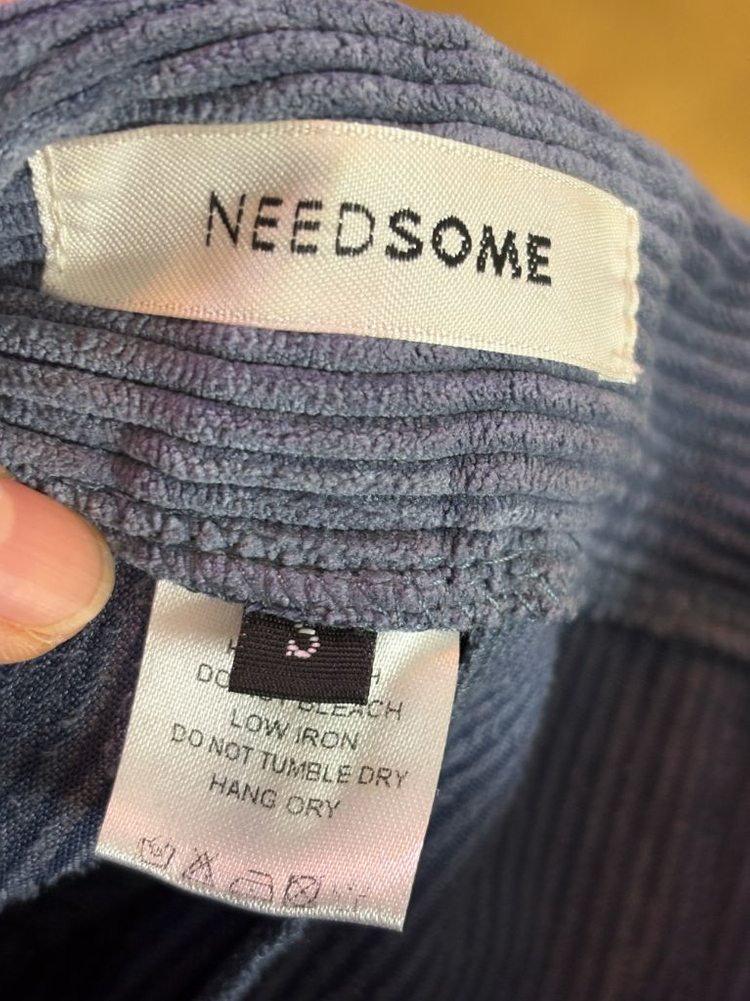 NEEDSOME
LOW IRON
DO NOT TUMBLE DRY
HANG DRY